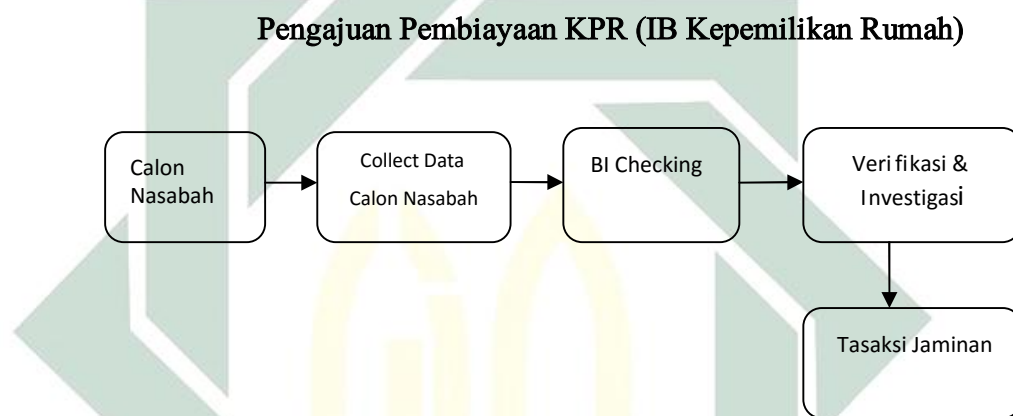 Pengajuan Pembiayaan KPR (IB Kepemilikan Rumah)
Calon
Nasabah
Collect Data
Calon Nasabah
BI Checking
Verifikasi &
Investigasi
Tasaksi Jaminan